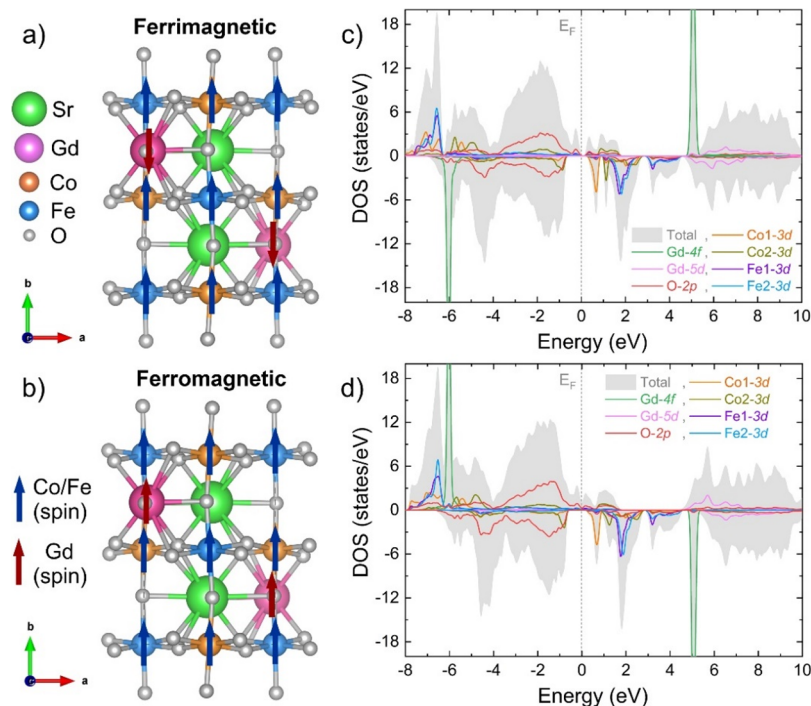 a)
Ferrimagnetic
Sr
Gd
Co
Fe
O
b
a
b)
Ferromagnetic
Co/Fe
(spin)
Gd
(spin)
b
a
c)
E_F
DOS (states/eV)
18
12
6
0
-6
-12
-18
Total , Co1-3d
Gd-4f , Co2-3d
Gd-5d , Fe1-3d
O-2p , Fe2-3d
-8 -6 -4 -2 0 2 4 6 8 10
Energy (eV)
d)
E_F
Total , Co1-3d
Gd-4f , Co2-3d
Gd-5d , Fe1-3d
O-2p , Fe2-3d
DOS (states/eV)
18
12
6
0
-6
-12
-18
-8 -6 -4 -2 0 2 4 6 8 10
Energy (eV)